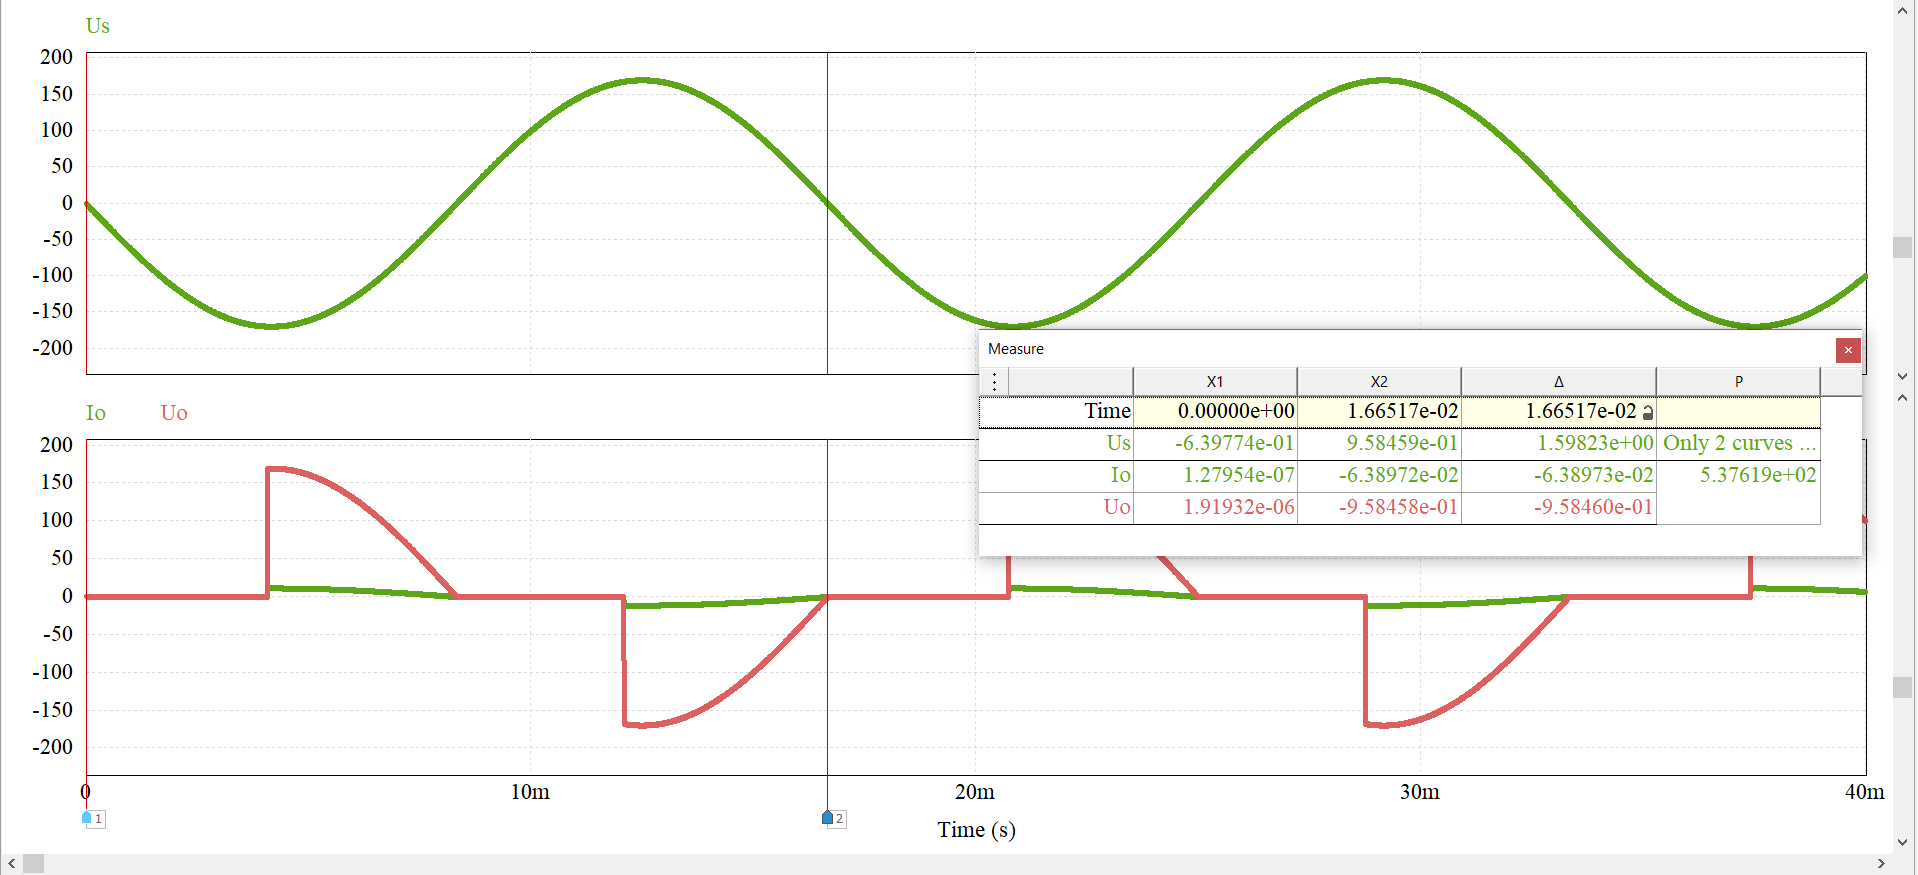 Us
200
150
100
50
0
-50
-100
-150
-200
Measure
X1 X2 Δ P
Time 0.00000e+00 1.66517e-02 1.66517e-02
Us -6.39774e-01 9.58459e-01 1.59823e+00 Only 2 curves ...
Io 1.27954e-07 -6.38972e-02 -6.38973e-02 5.37619e+02
Uo 1.91932e-06 -9.58458e-01 -9.58460e-01
Io Uo
200
150
100
50
0
-50
-100
-150
-200
0 10m 20m 30m 40m
1 2
Time (s)